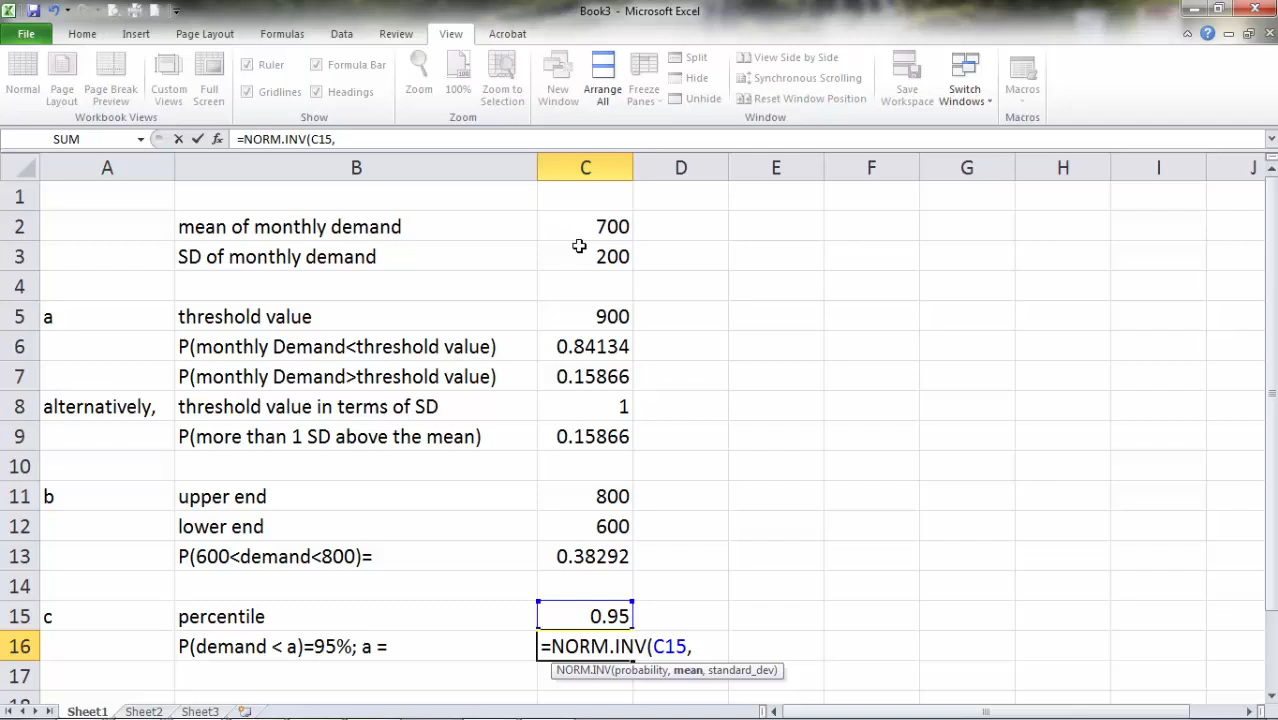 Book3 - Microsoft Excel
File Home Insert Page Layout Formulas Data Review View Acrobat
Normal Page Layout Page Break Preview Custom Views Full Screen
Workbook Views
Ruler Formula Bar
Gridlines Headings
Show
Zoom 100% Zoom to Selection
Zoom
New Window Arrange All Freeze Panes
Split
Hide
Unhide
View Side by Side
Synchronous Scrolling
Reset Window Position
Save Workspace Switch Windows
Window
Macros
Macros
SUM fx =NORM.INV(C15,
A B C D E F G H I J
1
2 mean of monthly demand 700
3 SD of monthly demand 200
4
5 a threshold value 900
6 P(monthly Demand<threshold value) 0.84134
7 P(monthly Demand>threshold value) 0.15866
8 alternatively, threshold value in terms of SD 1
9 P(more than 1 SD above the mean) 0.15866
10
11 b upper end 800
12 lower end 600
13 P(600<demand<800)= 0.38292
14
15 c percentile 0.95
16 P(demand < a)=95%; a = =NORM.INV(C15,
NORM.INV(probability, mean, standard_dev)
17
18
Sheet1 Sheet2 Sheet3